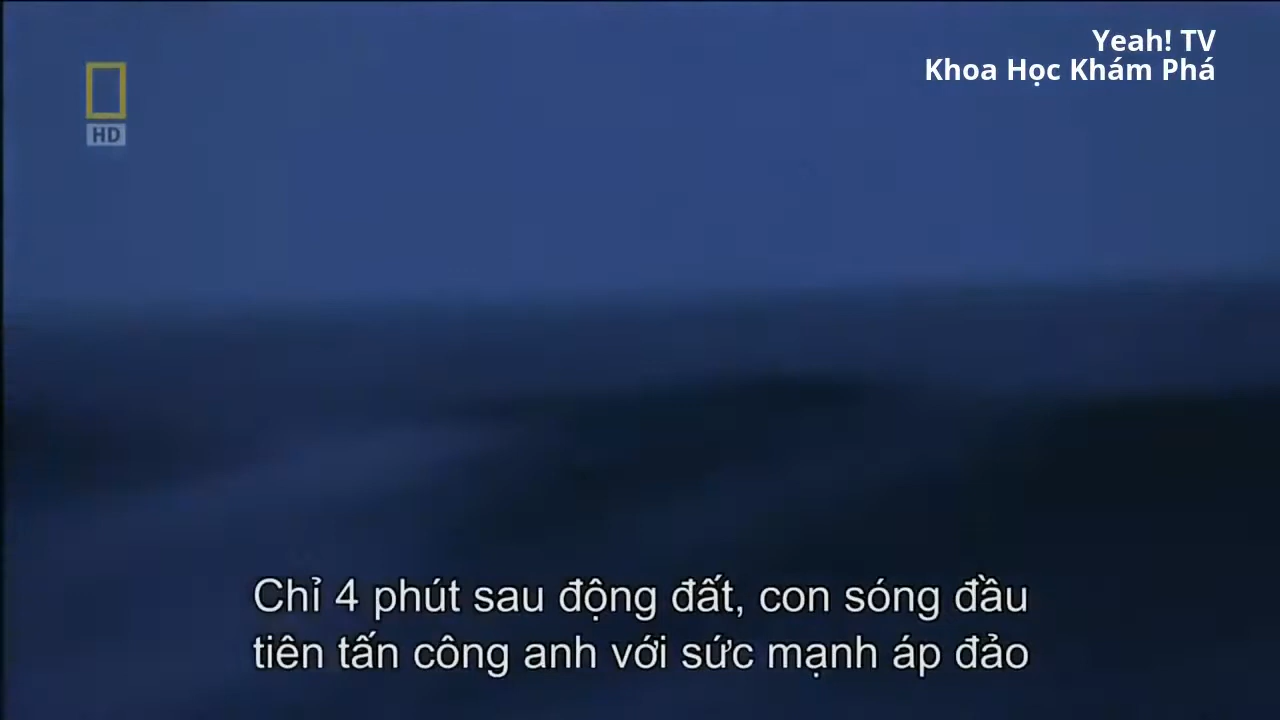 Yeah! TV
Khoa Học Khám Phá
HD
Chỉ 4 phút sau động đất, con sóng đầu
tiên tấn công anh với sức mạnh áp đảo